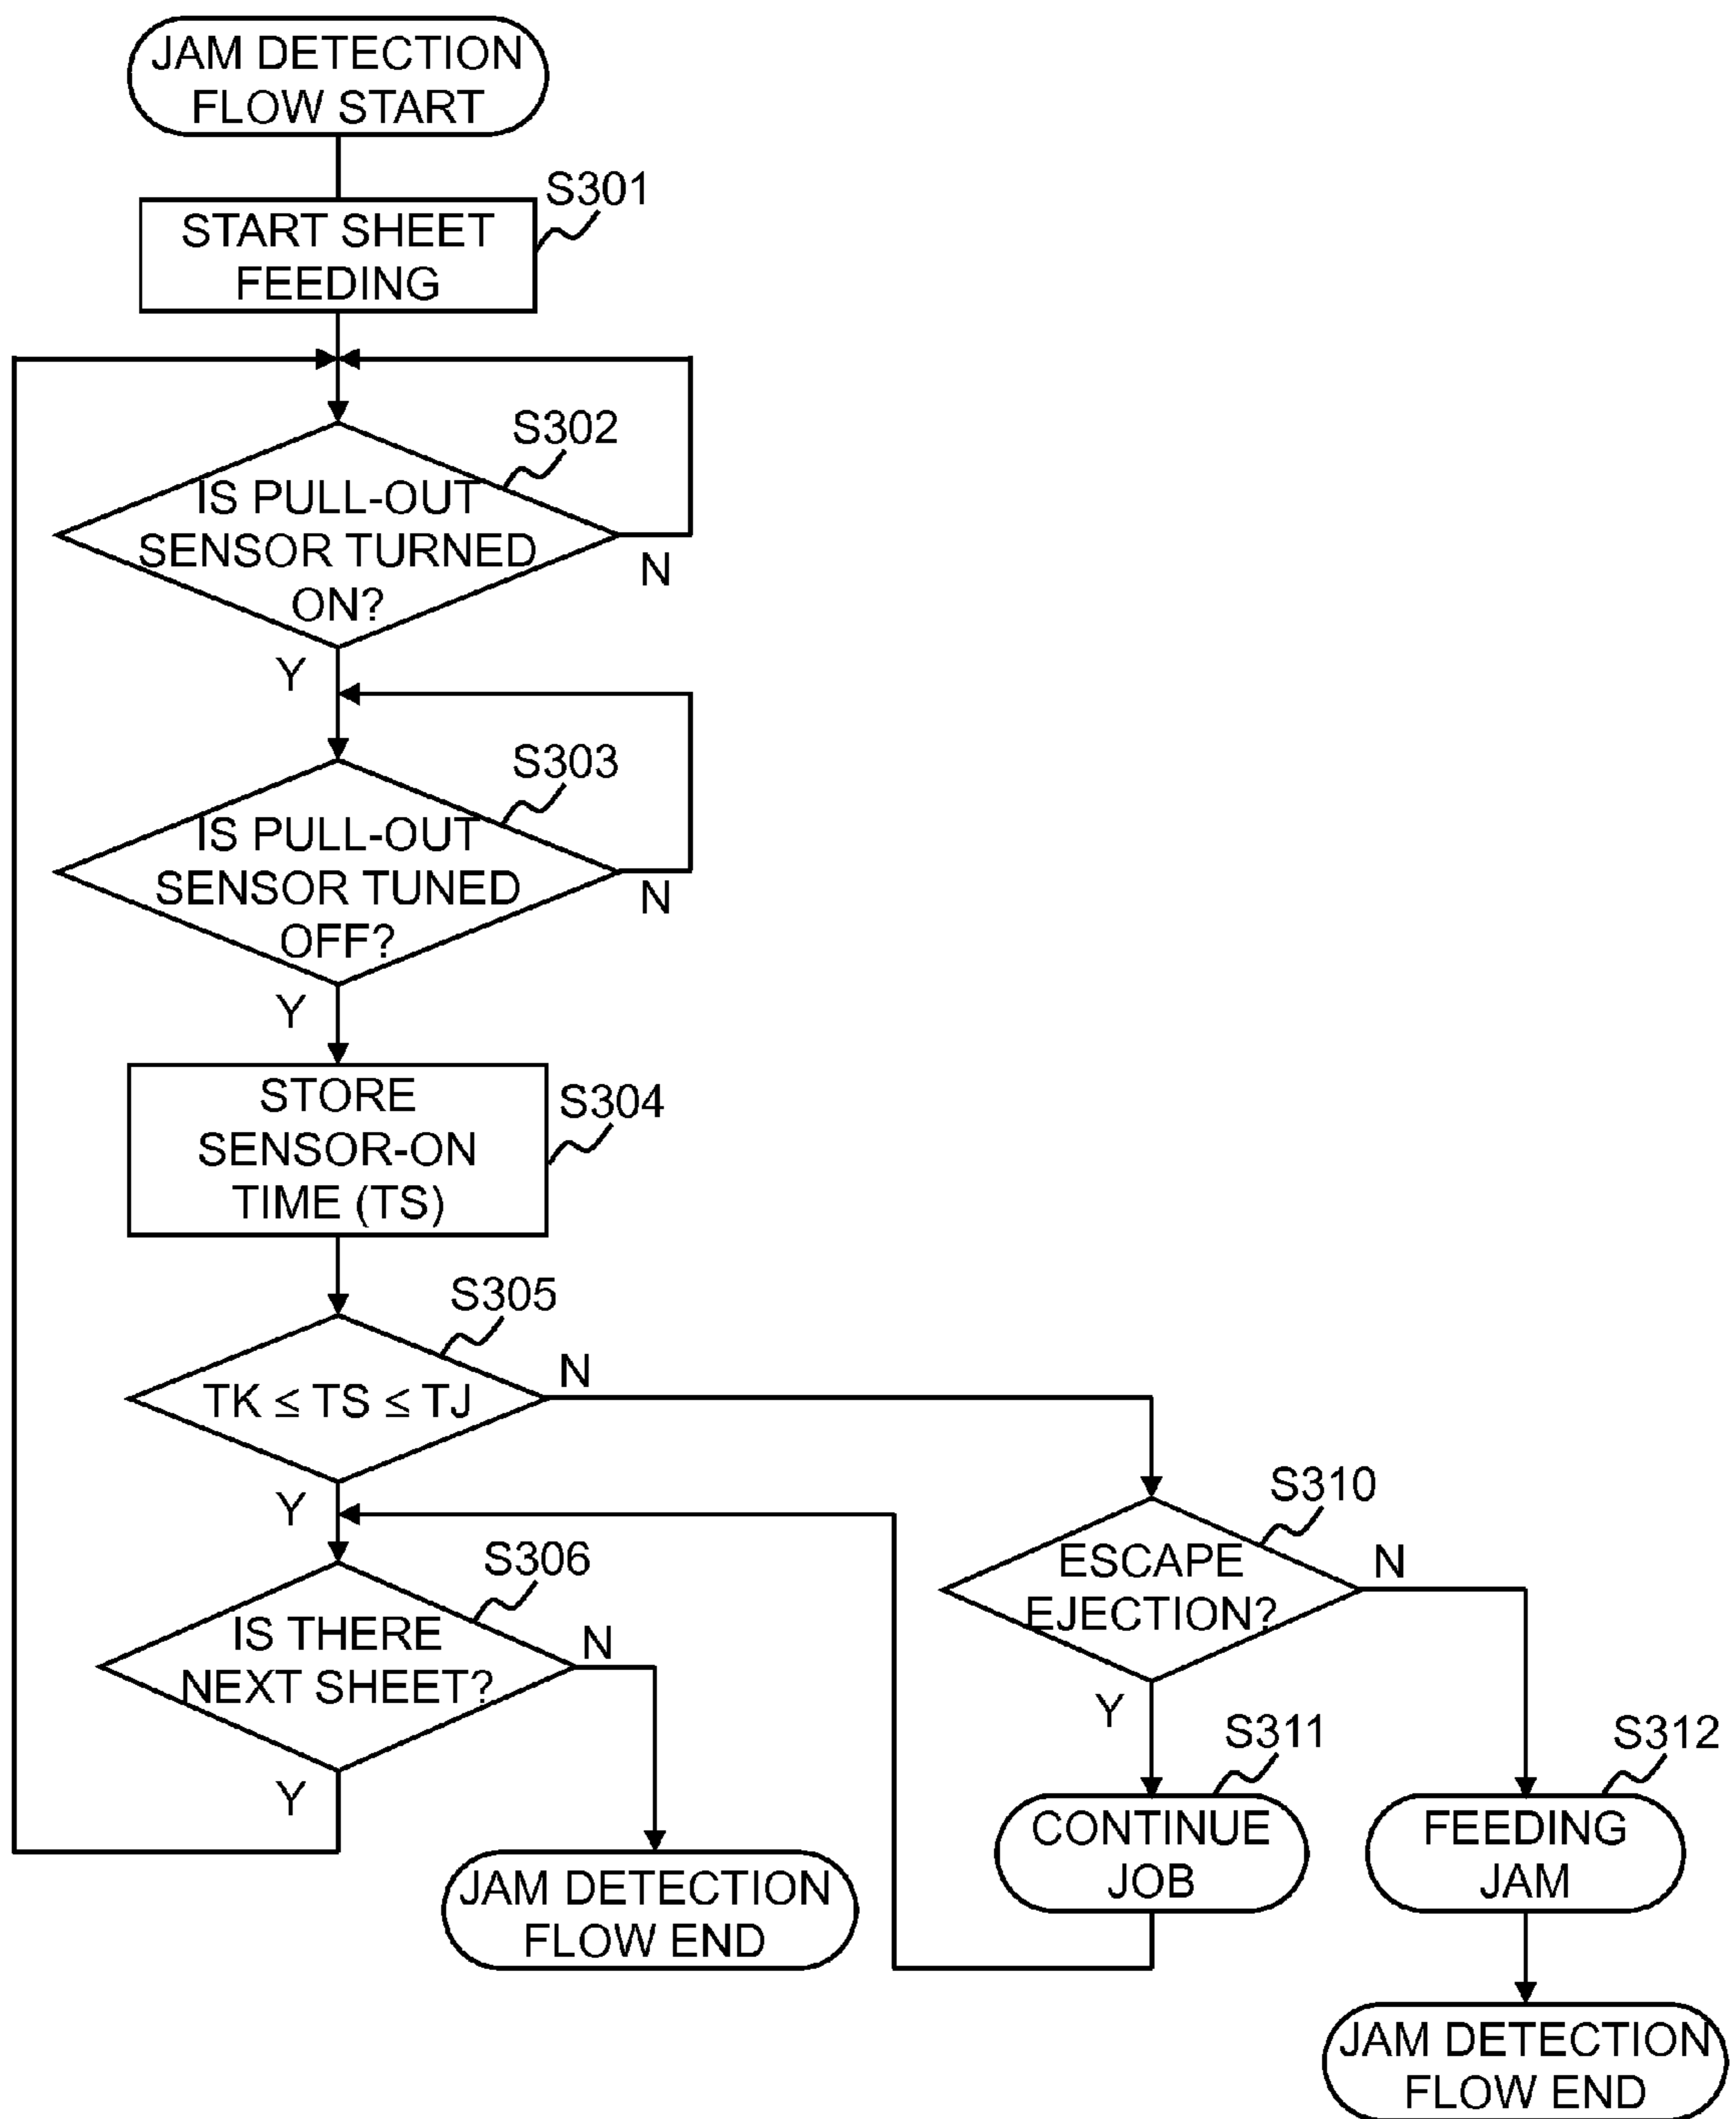 JAM DETECTION
FLOW START
S301
START SHEET
FEEDING
S302
IS PULL-OUT
SENSOR TURNED
ON?
N
Y
S303
IS PULL-OUT
SENSOR TUNED
OFF?
N
Y
S304
STORE
SENSOR-ON
TIME (TS)
S305
TK ≤ TS ≤ TJ
N
Y
S310
ESCAPE
EJECTION?
N
Y
S306
IS THERE
NEXT SHEET?
N
Y
S311
CONTINUE
JOB
S312
FEEDING
JAM
JAM DETECTION
FLOW END
JAM DETECTION
FLOW END